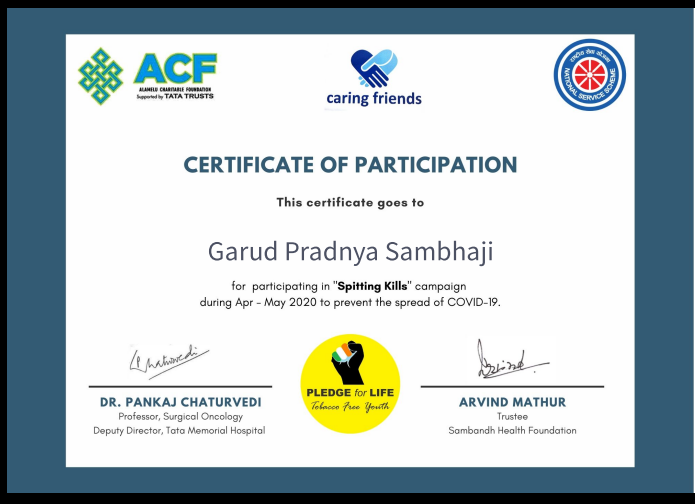 ACF
ALAMELU CHARITABLE FOUNDATION
Supported by TATA TRUSTS
caring friends
राष्ट्रीय सेवा योजना
NATIONAL SERVICE SCHEME
CERTIFICATE OF PARTICIPATION
This certificate goes to
Garud Pradnya Sambhaji
for participating in "Spitting Kills" campaign
during Apr - May 2020 to prevent the spread of COVID-19.
PLEDGE for LIFE
Tobacco Free Youth
DR. PANKAJ CHATURVEDI
Professor, Surgical Oncology
Deputy Director, Tata Memorial Hospital
ARVIND MATHUR
Trustee
Sambandh Health Foundation